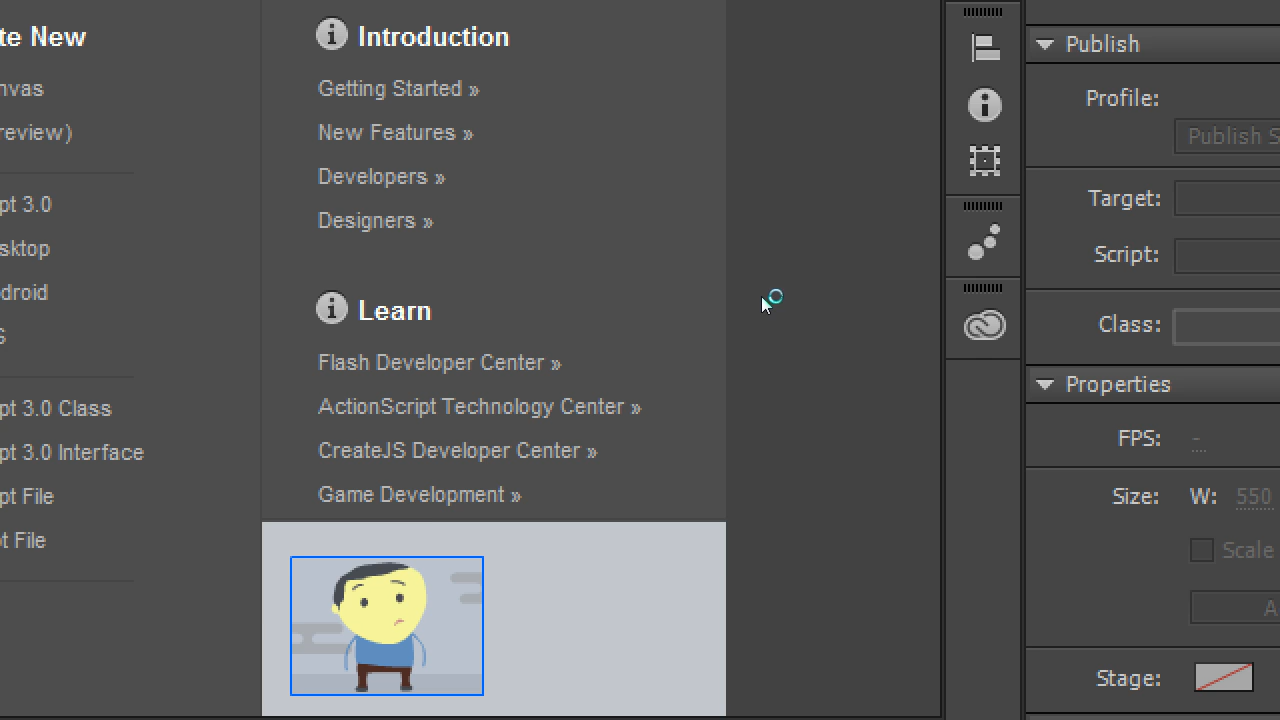 te New
nvas
review)
pt 3.0
sktop
droid
S
pt 3.0 Class
pt 3.0 Interface
pt File
t File
Introduction
Getting Started »
New Features »
Developers »
Designers »
Learn
Flash Developer Center »
ActionScript Technology Center »
CreateJS Developer Center »
Game Development »
Publish
Profile:
Publish S
Target:
Script:
Class:
Properties
FPS: -
Size: W: 550
Scale
A
Stage: